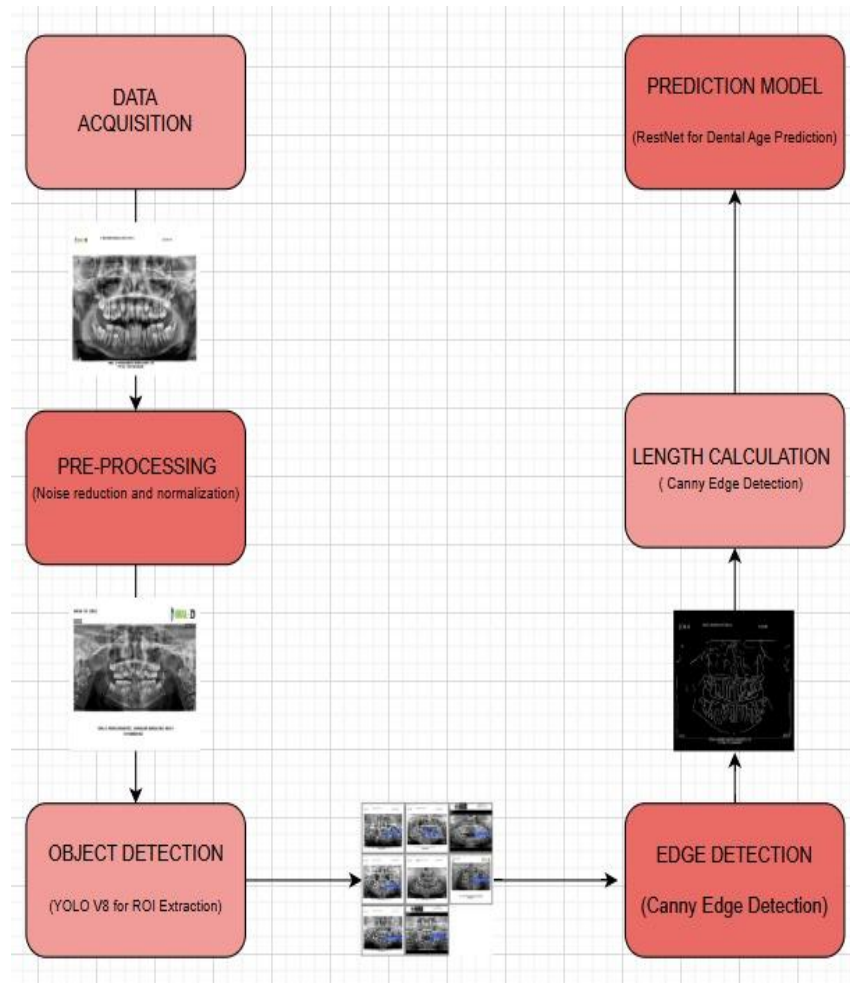 DATA
ACQUISITION
PRE-PROCESSING
(Noise reduction and normalization)
OBJECT DETECTION
(YOLO V8 for ROI Extraction)
EDGE DETECTION
(Canny Edge Detection)
LENGTH CALCULATION
( Canny Edge Detection)
PREDICTION MODEL
(RestNet for Dental Age Prediction)